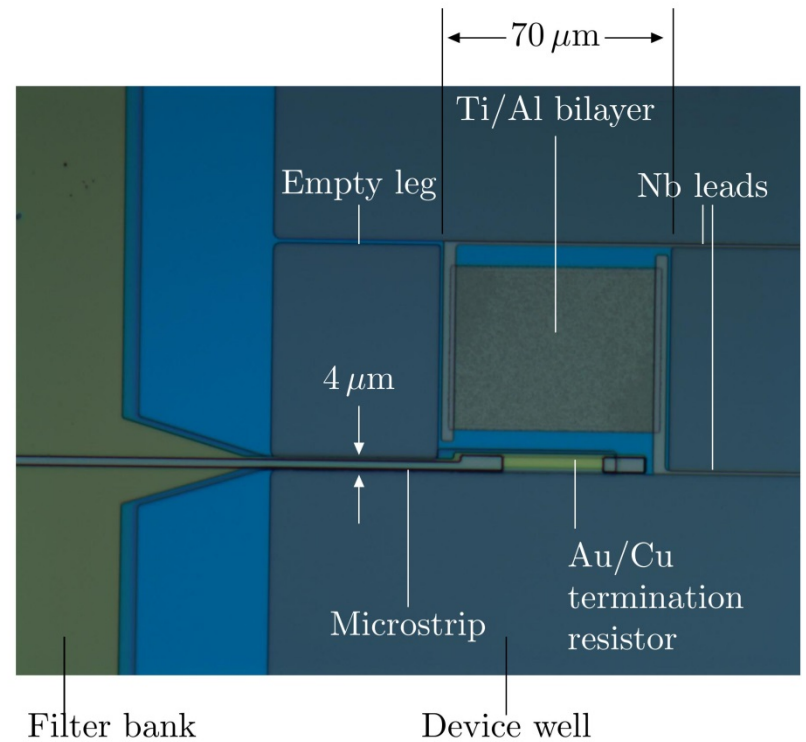 70 μm
Ti/Al bilayer
Empty leg
Nb leads
4 μm
Au/Cu
termination
resistor
Microstrip
Filter bank
Device well